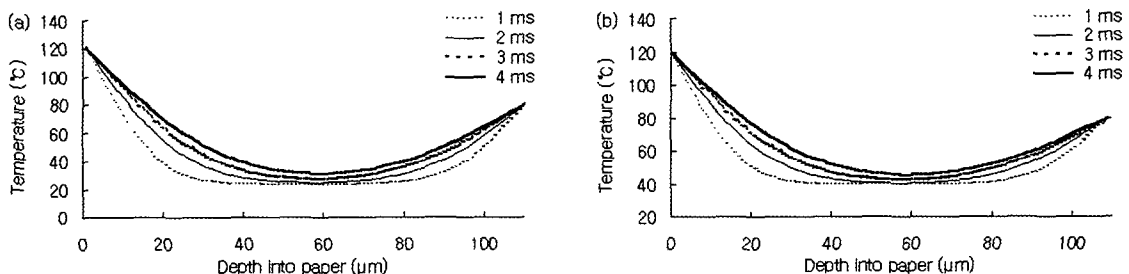 (a)
140
120
100
80
60
40
20
0
Temperature (℃)
0 20 40 60 80 100
Depth into paper (μm)
1 ms
2 ms
3 ms
4 ms
(b)
140
120
100
80
60
40
20
Temperature (℃)
0 20 40 60 80 100
Depth into paper (μm)
1 ms
2 ms
3 ms
4 ms